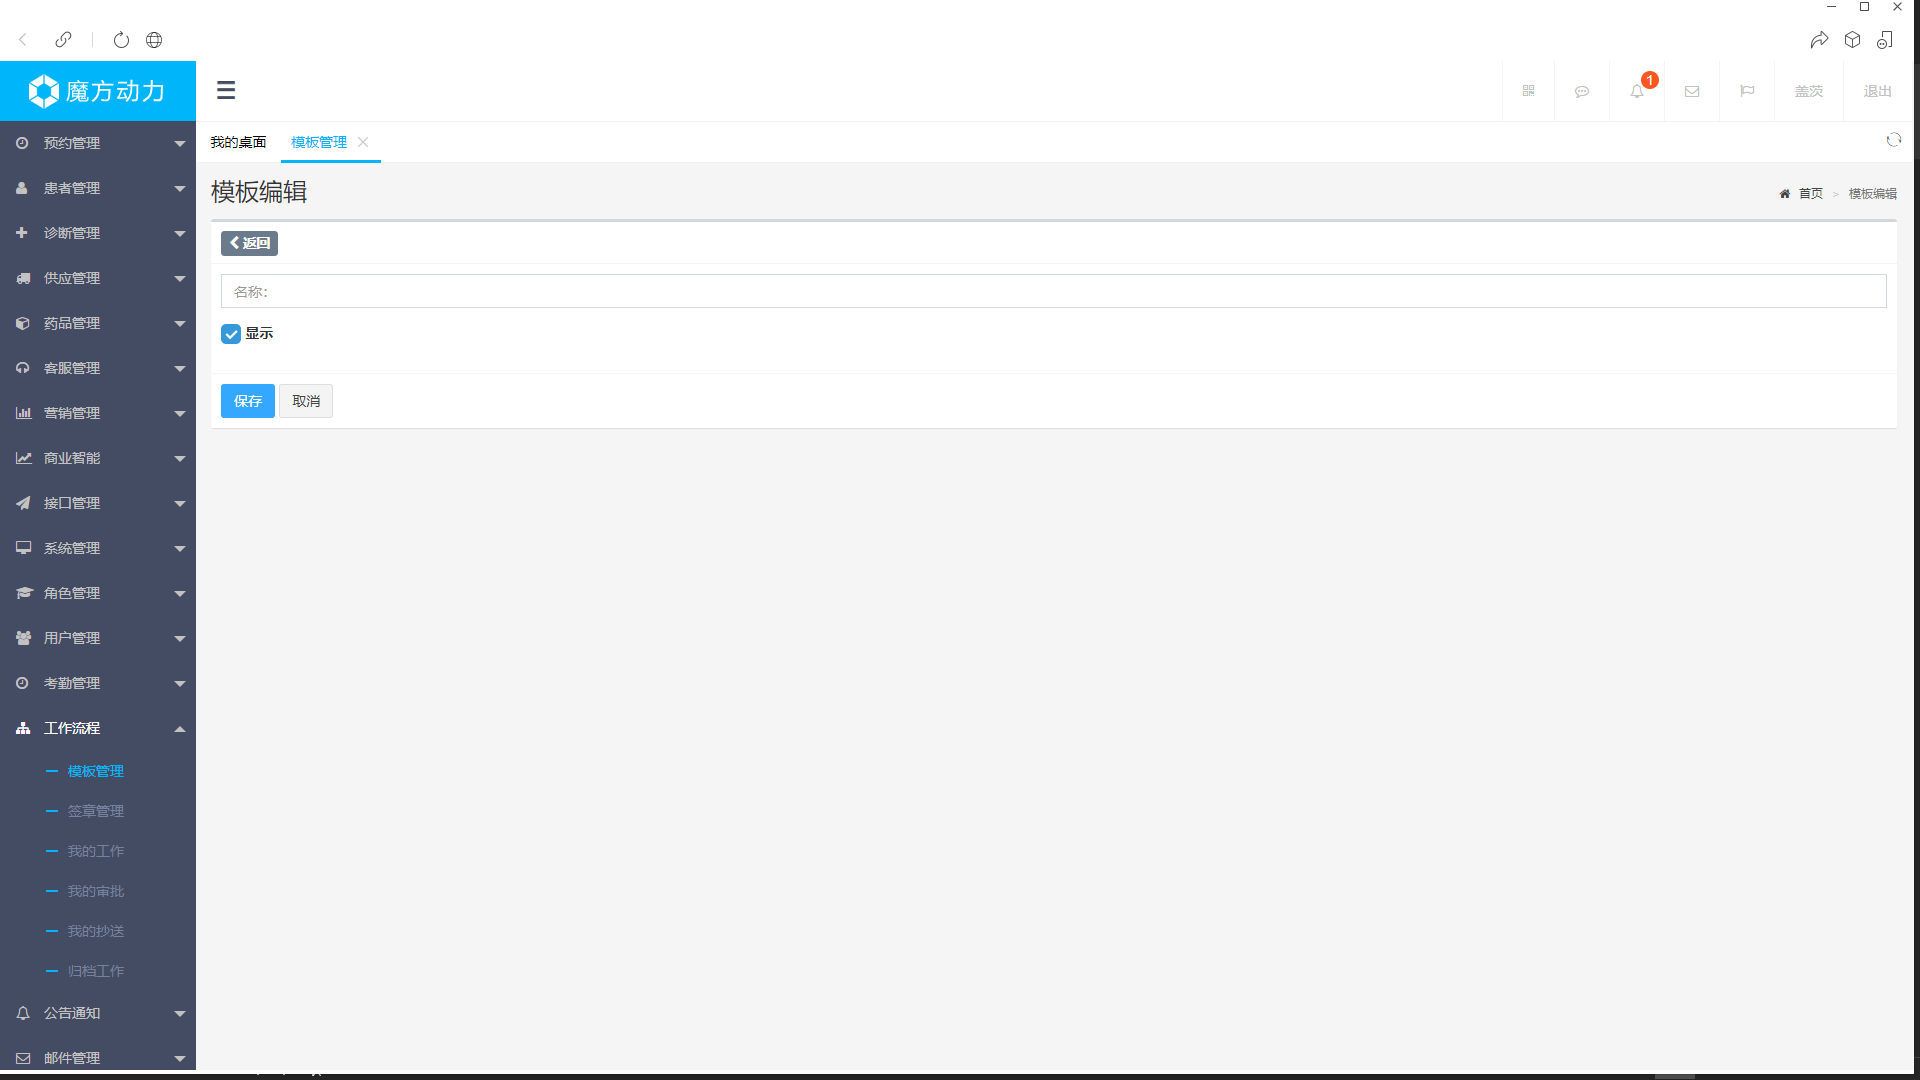 魔方动力
1
盖茨
退出
预约管理
患者管理
诊断管理
供应管理
药品管理
客服管理
营销管理
商业智能
接口管理
系统管理
角色管理
用户管理
考勤管理
工作流程
模板管理
签章管理
我的工作
我的审批
我的抄送
归档工作
公告通知
邮件管理
我的桌面
模板管理
模板编辑
首页 > 模板编辑
返回
名称:
显示
保存
取消